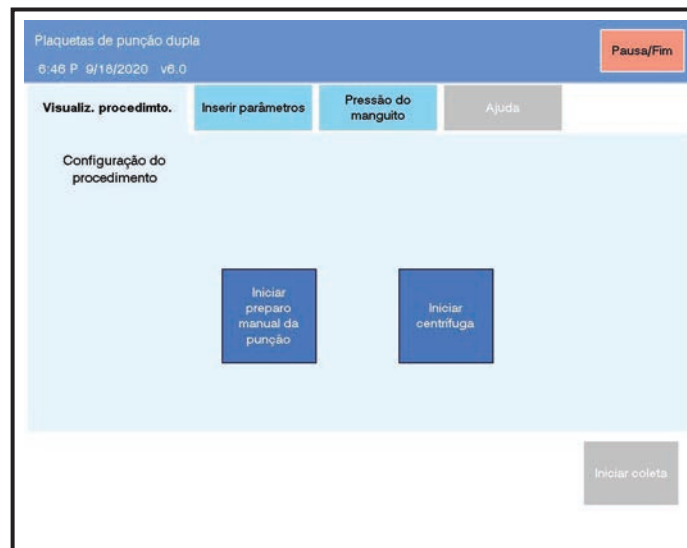 Plaquetas de punção dupla
6:46 P 9/18/2020 v6.0
Pausa/Fim
Visualiz. procedimto.
Inserir parâmetros
Pressão do
manguito
Ajuda
Configuração do
procedimento
Iniciar
preparo
manual da
punção
Iniciar
centrífuga
Iniciar coleta